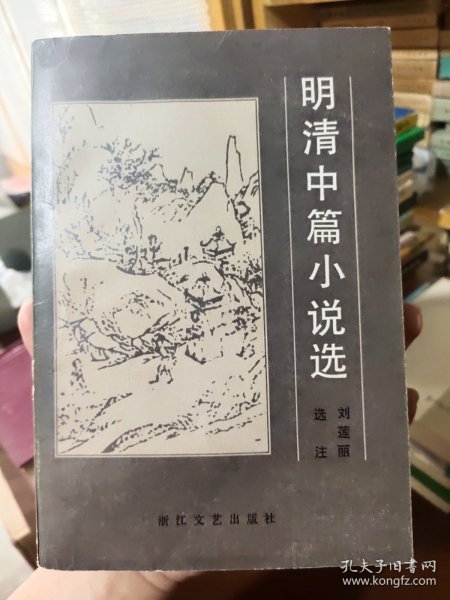 明清中篇小说选
刘莲丽
选注
浙江文艺出版社
孔夫子旧书网
www.kongfz.com